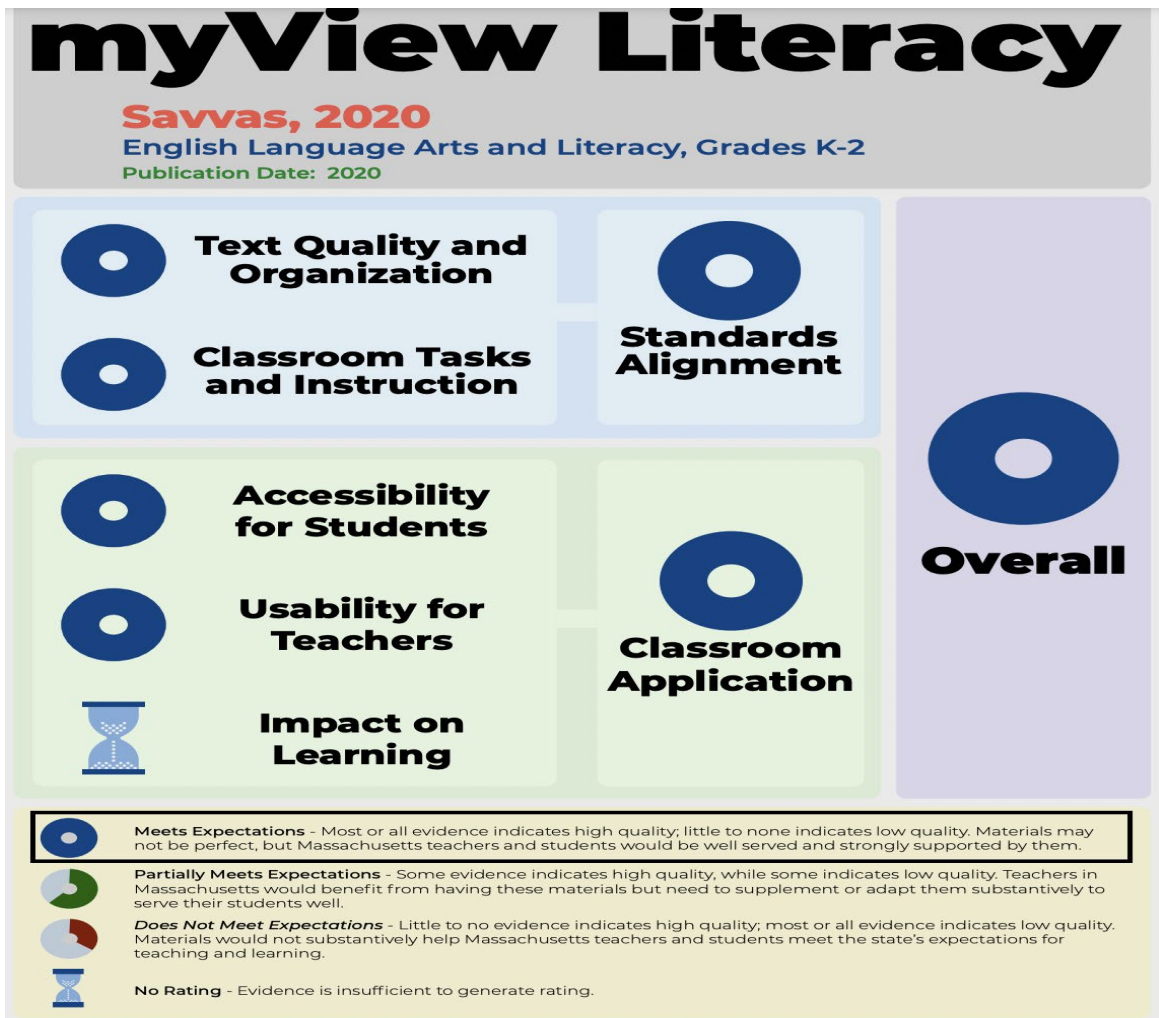 myView Literacy
Savvas, 2020
English Language Arts and Literacy, Grades K-2
Publication Date: 2020
Text Quality and
Organization
Classroom Tasks
and Instruction
Standards
Alignment
Accessibility
for Students
Usability for
Teachers
Impact on
Learning
Classroom
Application
Overall
Meets Expectations - Most or all evidence indicates high quality; little to none indicates low quality. Materials may
not be perfect, but Massachusetts teachers and students would be well served and strongly supported by them.
Partially Meets Expectations - Some evidence indicates high quality, while some indicates low quality. Teachers in
Massachusetts would benefit from having these materials but need to supplement or adapt them substantively to
serve their students well.
Does Not Meet Expectations - Little to no evidence indicates high quality; most or all evidence indicates low quality.
Materials would not substantively help Massachusetts teachers and students meet the state's expectations for
teaching and learning.
No Rating - Evidence is insufficient to generate rating.